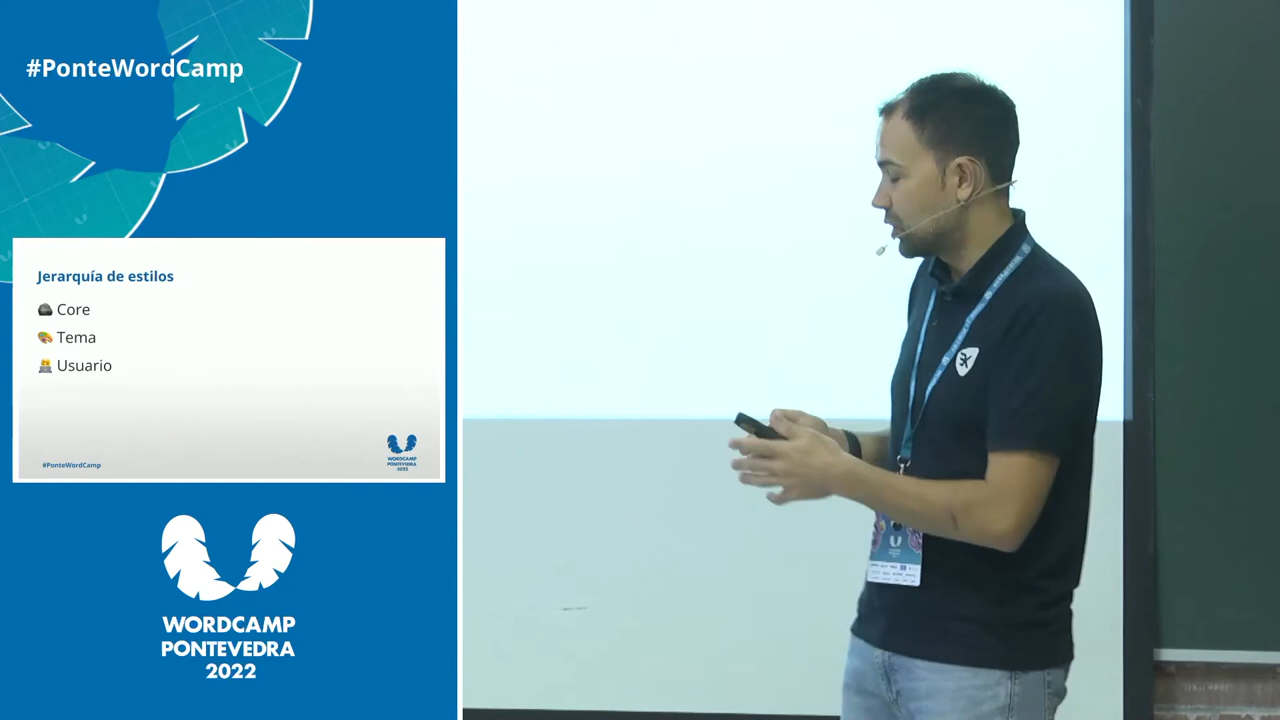 #PonteWordCamp
Jerarquía de estilos
Core
Tema
Usuario
#PonteWordCamp
WORDCAMP
PONTEVEDRA
2022
WORDCAMP
PONTEVEDRA
2022